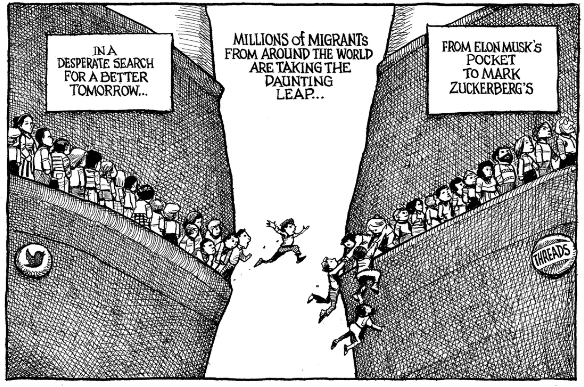 IN A
DESPERATE SEARCH
FOR A BETTER
TOMORROW...
MILLIONS of MIGRANTS
FROM AROUND THE WORLD
ARE TAKING THE
DAUNTING
LEAP...
FROM ELON MUSK'S
POCKET
TO MARK
ZUCKERBERG'S
THREADS